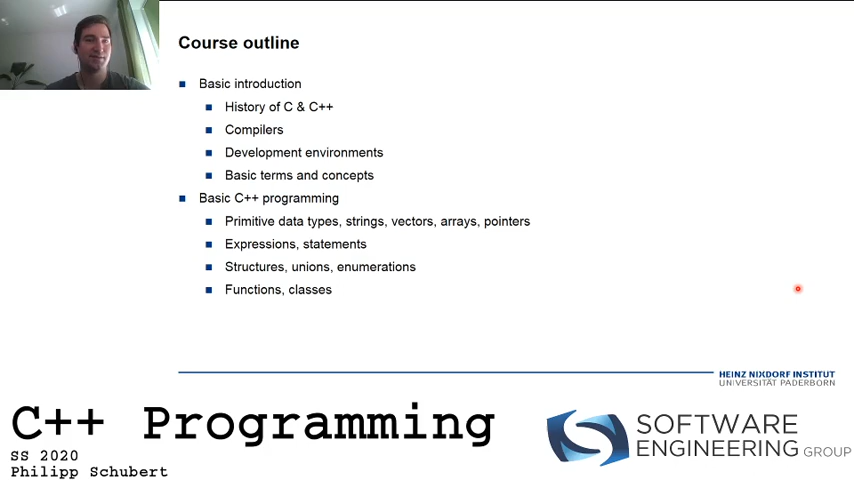 Course outline
Basic introduction
History of C & C++
Compilers
Development environments
Basic terms and concepts
Basic C++ programming
Primitive data types, strings, vectors, arrays, pointers
Expressions, statements
Structures, unions, enumerations
Functions, classes
HEINZ NIXDORF INSTITUT
UNIVERSITÄT PADERBORN
C++ Programming
SS 2020
Philipp Schubert
SOFTWARE
ENGINEERING GROUP